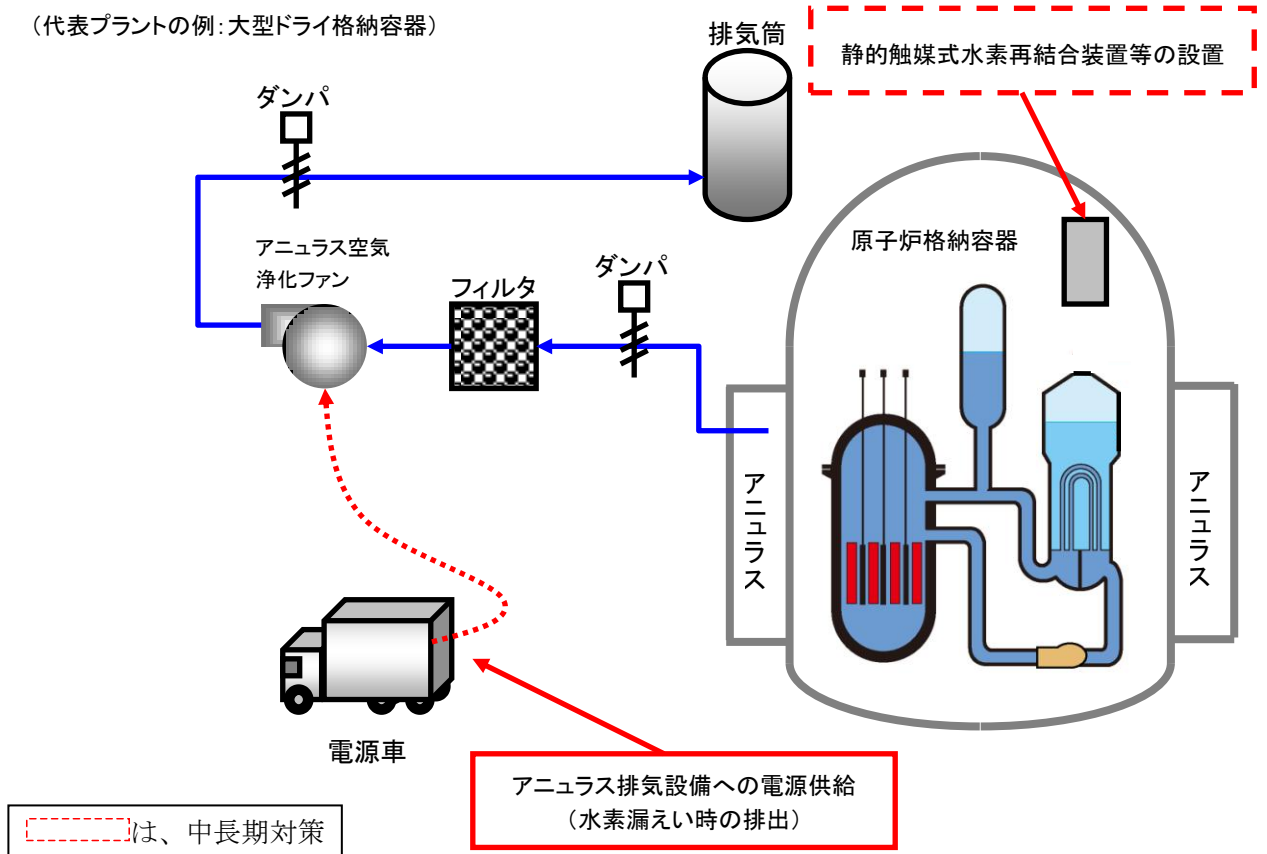 （代表プラントの例：大型ドライ格納容器）
排気筒
静的触媒式水素再結合装置等の設置
ダンパ
原子炉格納容器
アニュラス空気
浄化ファン
フィルタ
ダンパ
アニュラス
アニュラス
電源車
アニュラス排気設備への電源供給
（水素漏えい時の排出）
は、中長期対策